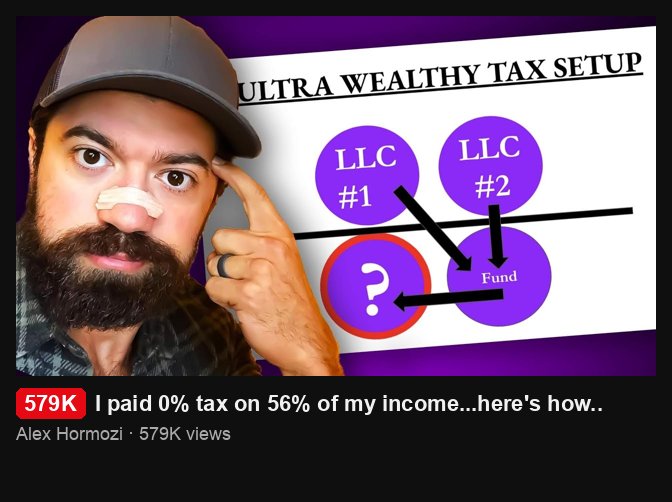 ULTRA WEALTHY TAX SETUP
LLC
#1
LLC
#2
?
Fund
579K I paid 0% tax on 56% of my income...here's how..
Alex Hormozi · 579K views